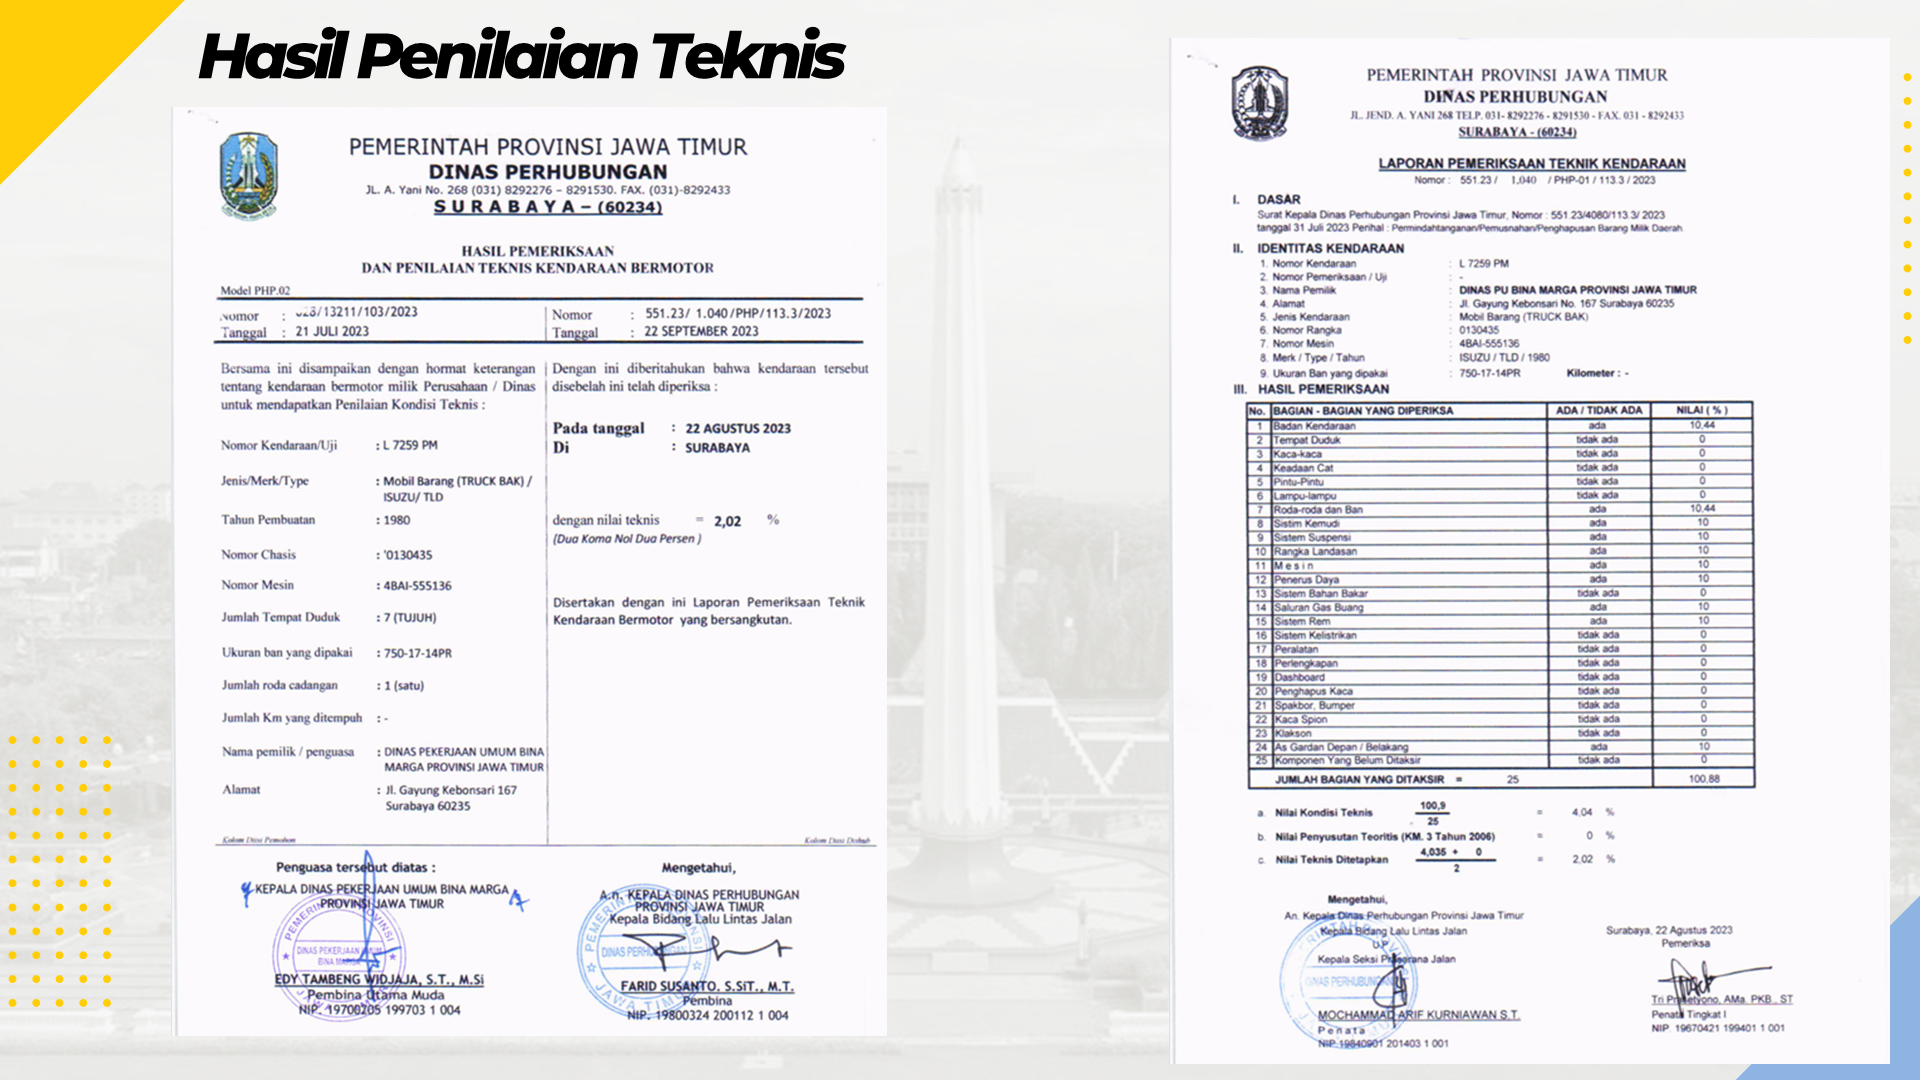 Hasil Penilaian Teknis
PEMERINTAH PROVINSI JAWA TIMUR
DINAS PERHUBUNGAN
JL. A. Yani No. 268 (031) 8292276 – 8291530. FAX. (031)-8292433
S U R A B A Y A – (60234)
HASIL PEMERIKSAAN
DAN PENILAIAN TEKNIS KENDARAAN BERMOTOR
Model PHP.02
Nomor : /13211/103/2023
Tanggal : 21 JULI 2023
Nomor : 551.23/ 1.040 /PHP/113.3/2023
Tanggal : 22 SEPTEMBER 2023
Bersama ini disampaikan dengan hormat keterangan
tentang kendaraan bermotor milik Perusahaan / Dinas
untuk mendapatkan Penilaian Kondisi Teknis :
Nomor Kendaraan/Uji : L 7259 PM
Jenis/Merk/Type : Mobil Barang (TRUCK BAK) /
ISUZU/ TLD
Tahun Pembuatan : 1980
Nomor Chasis : '0130435
Nomor Mesin : 4BAI-555136
Jumlah Tempat Duduk : 7 (TUJUH)
Ukuran ban yang dipakai : 750-17-14PR
Jumlah roda cadangan : 1 (satu)
Jumlah Km yang ditempuh : -
Nama pemilik / penguasa : DINAS PEKERJAAN UMUM BINA
MARGA PROVINSI JAWA TIMUR
Alamat : Jl. Gayung Kebonsari 167
Surabaya 60235
Kolom Diisi Pemohon
Dengan ini diberitahukan bahwa kendaraan tersebut
disebelah ini telah diperiksa :
Pada tanggal : 22 AGUSTUS 2023
Di : SURABAYA
dengan nilai teknis = 2,02 %
(Dua Koma Nol Dua Persen )
Disertakan dengan ini Laporan Pemeriksaan Teknik
Kendaraan Bermotor yang bersangkutan.
Kolom Diisi Dishub
Penguasa tersebut diatas :
KEPALA DINAS PEKERJAAN UMUM BINA MARGA
PROVINSI JAWA TIMUR
DINAS PEKERJAAN UMUM
BINA MARGA
EDY TAMBENG WIDJAJA, S.T., M.Si
Pembina Utama Muda
NIP. 19700205 199703 1 004
Mengetahui,
A.n. KEPALA DINAS PERHUBUNGAN
PROVINSI JAWA TIMUR
Kepala Bidang Lalu Lintas Jalan
DINAS PERHUBUNGAN
JAWA TIMUR
FARID SUSANTO, S.SiT., M.T.
Pembina
NIP. 19800324 200112 1 004
PEMERINTAH PROVINSI JAWA TIMUR
DINAS PERHUBUNGAN
JL. JEND. A. YANI 268 TELP. 031- 8292276 - 8291530 - FAX. 031 - 8292433
SURABAYA - (60234)
LAPORAN PEMERIKSAAN TEKNIK KENDARAAN
Nomor : 551.23 / 1.040 / PHP-01 / 113.3 / 2023
I. DASAR
Surat Kepala Dinas Perhubungan Provinsi Jawa Timur, Nomor : 551.23/4080/113.3/ 2023
tanggal 31 Juli 2023 Perihal : Permindahtanganan/Pemusnahan/Penghapusan Barang Milik Daerah
II. IDENTITAS KENDARAAN
1. Nomor Kendaraan : L 7259 PM
2. Nomor Pemeriksaan / Uji : -
3. Nama Pemilik : DINAS PU BINA MARGA PROVINSI JAWA TIMUR
4. Alamat : Jl. Gayung Kebonsari No. 167 Surabaya 60235
5. Jenis Kendaraan : Mobil Barang (TRUCK BAK)
6. Nomor Rangka : 0130435
7. Nomor Mesin : 4BAI-555136
8. Merk / Type / Tahun : ISUZU / TLD / 1980
9. Ukuran Ban yang dipakai : 750-17-14PR Kilometer : -
III. HASIL PEMERIKSAAN
No. BAGIAN - BAGIAN YANG DIPERIKSA ADA / TIDAK ADA NILAI ( % )
1 Badan Kendaraan ada 10,44
2 Tempat Duduk tidak ada 0
3 Kaca-kaca tidak ada 0
4 Keadaan Cat tidak ada 0
5 Pintu-Pintu tidak ada 0
6 Lampu-lampu tidak ada 0
7 Roda-roda dan Ban ada 10,44
8 Sistim Kemudi ada 10
9 Sistem Suspensi ada 10
10 Rangka Landasan ada 10
11 M e s i n ada 10
12 Penerus Daya ada 10
13 Sistem Bahan Bakar tidak ada 0
14 Saluran Gas Buang ada 10
15 Sistem Rem ada 10
16 Sistem Kelistrikan tidak ada 0
17 Peralatan tidak ada 0
18 Perlengkapan tidak ada 0
19 Dashboard tidak ada 0
20 Penghapus Kaca tidak ada 0
21 Spakbor, Bumper tidak ada 0
22 Kaca Spion tidak ada 0
23 Klakson tidak ada 0
24 As Gardan Depan / Belakang ada 10
25 Komponen Yang Belum Ditaksir tidak ada 0
JUMLAH BAGIAN YANG DITAKSIR = 25 100,88
a. Nilai Kondisi Teknis 100,9 = 4,04 %
25
b. Nilai Penyusutan Teoritis (KM. 3 Tahun 2006) = 0 %
c. Nilai Teknis Ditetapkan 4,035 + 0 = 2,02 %
2
Mengetahui,
An. Kepala Dinas Perhubungan Provinsi Jawa Timur
Kepala Bidang Lalu Lintas Jalan
U.P
Kepala Seksi Prasarana Jalan
DINAS PERHUBUNGAN
MOCHAMMAD ARIF KURNIAWAN S.T.
P e n a t a
NIP 19840901 201403 1 001
Surabaya, 22 Agustus 2023
Pemeriksa
Tri Prasetyono, AMa. PKB., ST
Penata Tingkat I
NIP 19670421 199401 1 001